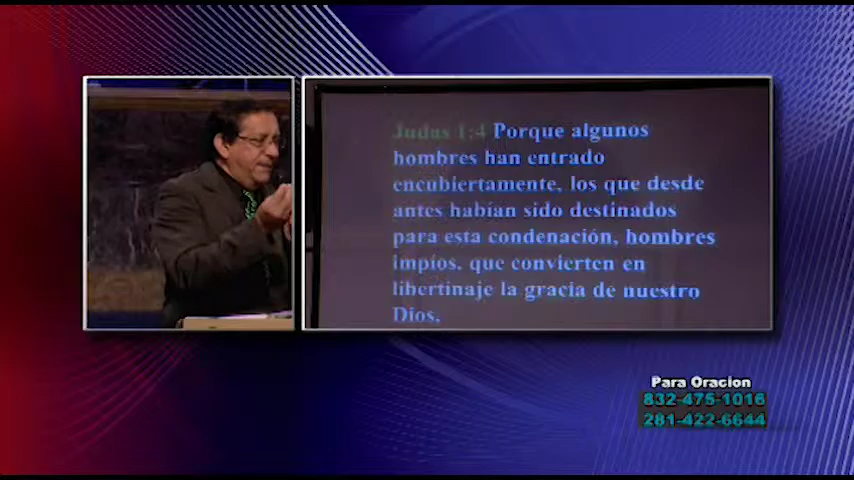 Judas 1:4 Porque algunos
hombres han entrado
encubiertamente, los que desde
antes habían sido destinados
para esta condenación, hombres
impíos, que convierten en
libertinaje la gracia de nuestro
Dios,
Para Oracion
832-475-1016
281-422-6644